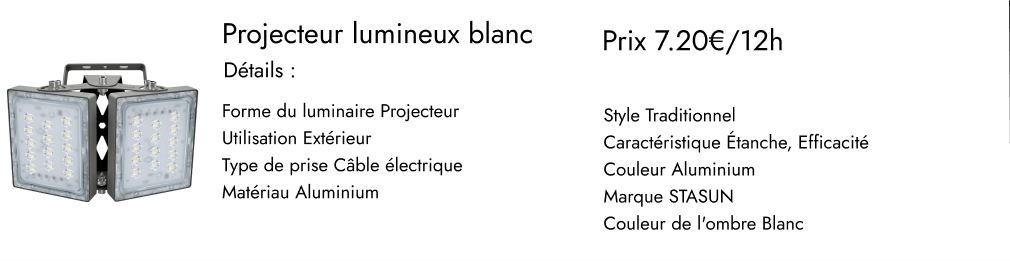 Projecteur lumineux blanc
Prix 7.20€/12h
Détails :
Forme du luminaire Projecteur
Utilisation Extérieur
Type de prise Câble électrique
Matériau Aluminium
Style Traditionnel
Caractéristique Étanche, Efficacité
Couleur Aluminium
Marque STASUN
Couleur de l'ombre Blanc